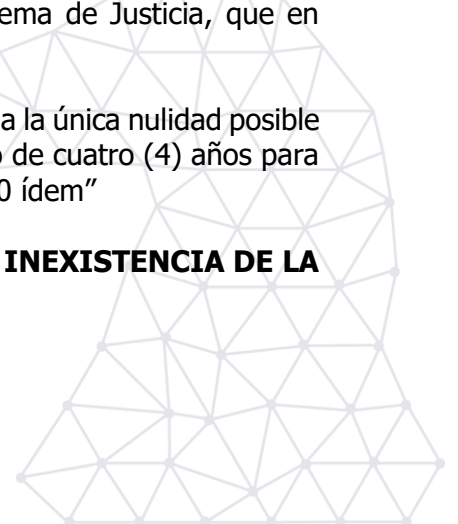 ema de Justicia, que en
a la única nulidad posible
o de cuatro (4) años para
0 ídem”
INEXISTENCIA DE LA